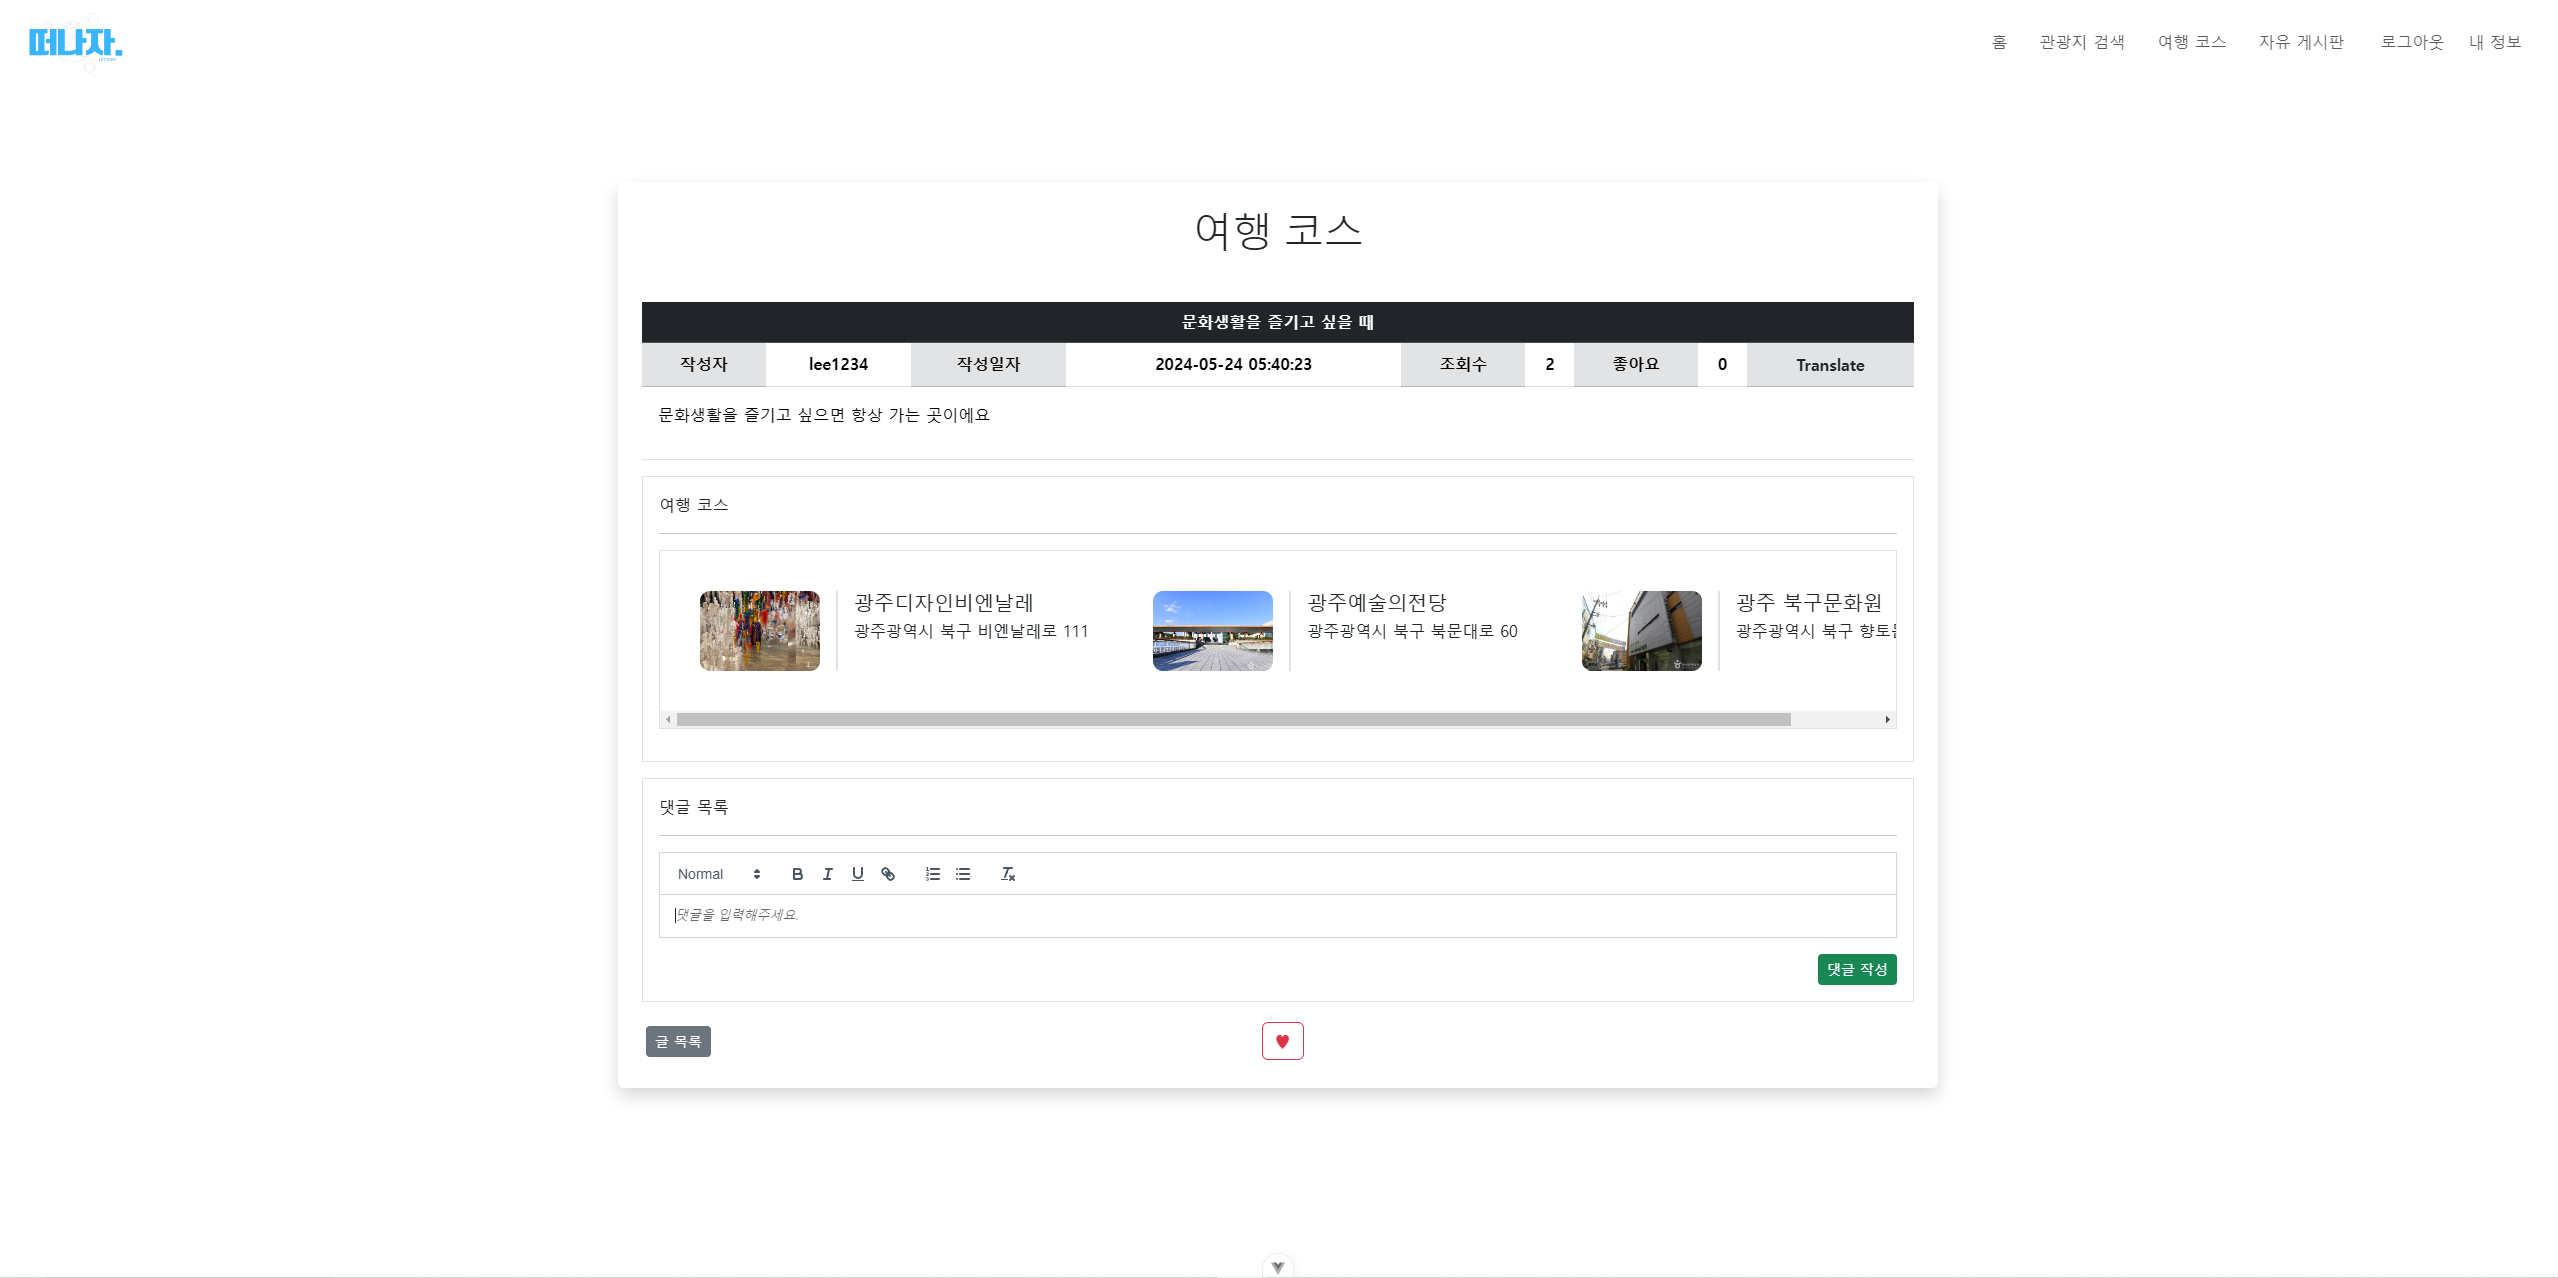 떠나자.
홈 관광지 검색 여행 코스 자유 게시판 로그아웃 내 정보
여행 코스
문화생활을 즐기고 싶을 때
작성자 lee1234 작성일자 2024-05-24 05:40:23 조회수 2 좋아요 0 Translate
문화생활을 즐기고 싶으면 항상 가는 곳이에요
여행 코스
광주디자인비엔날레
광주광역시 북구 비엔날레로 111
광주예술의전당
광주광역시 북구 북문대로 60
광주 북구문화원
광주광역시 북구
댓글 목록
Normal
댓글을 입력해주세요.
댓글 작성
글 목록